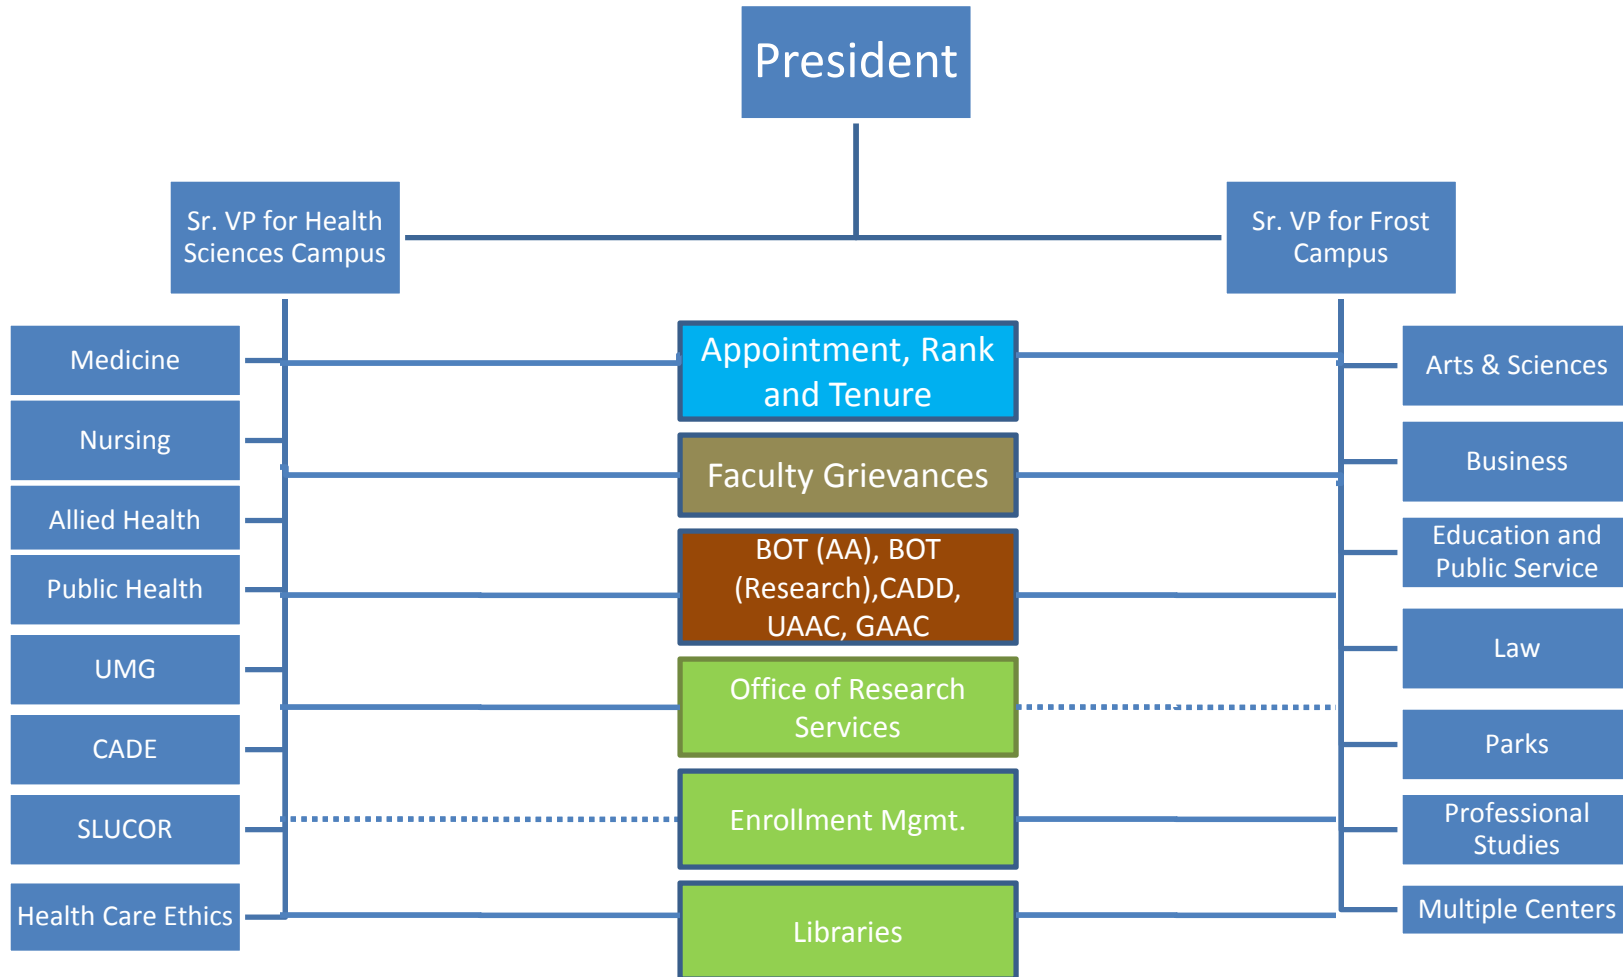 President
Sr. VP for Health
Sciences Campus
Sr. VP for Frost
Campus
Medicine
Nursing
Allied Health
Public Health
UMG
CADE
SLUCOR
Health Care Ethics
Appointment, Rank
and Tenure
Faculty Grievances
BOT (AA), BOT
(Research),CADD,
UAAC, GAAC
Office of Research
Services
Enrollment Mgmt.
Libraries
Arts & Sciences
Business
Education and
Public Service
Law
Parks
Professional
Studies
Multiple Centers